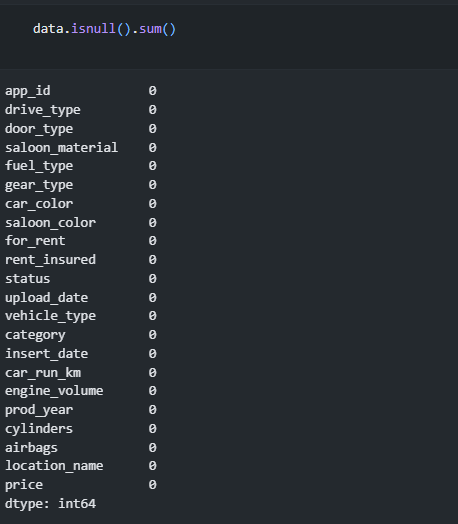 data.isnull().sum()
app_id 0
drive_type 0
door_type 0
saloon_material 0
fuel_type 0
gear_type 0
car_color 0
saloon_color 0
for_rent 0
rent_insured 0
status 0
upload_date 0
vehicle_type 0
category 0
insert_date 0
car_run_km 0
engine_volume 0
prod_year 0
cylinders 0
airbags 0
location_name 0
price 0
dtype: int64